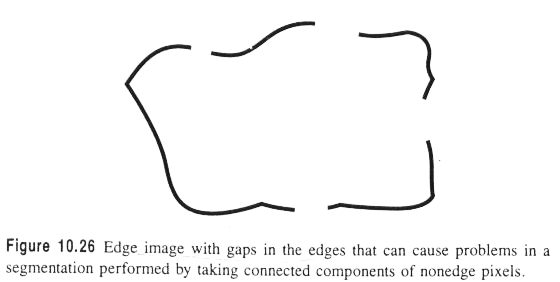 Figure 10.26 Edge image with gaps in the edges that can cause problems in a
segmentation performed by taking connected components of nonedge pixels.